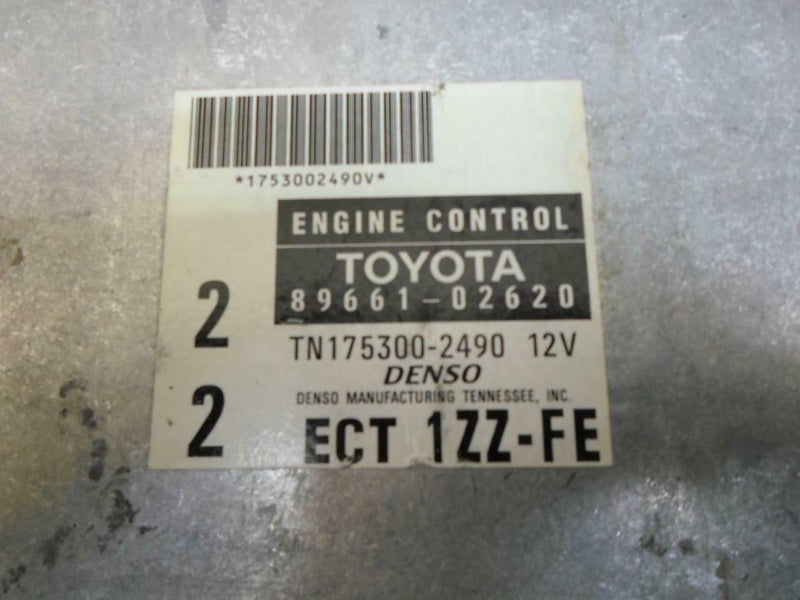 *1753002490V*
ENGINE CONTROL
TOYOTA
89661-02620
2
TN175300-2490 12V
DENSO
DENSO MANUFACTURING TENNESSEE, INC.
2
ECT 1ZZ-FE